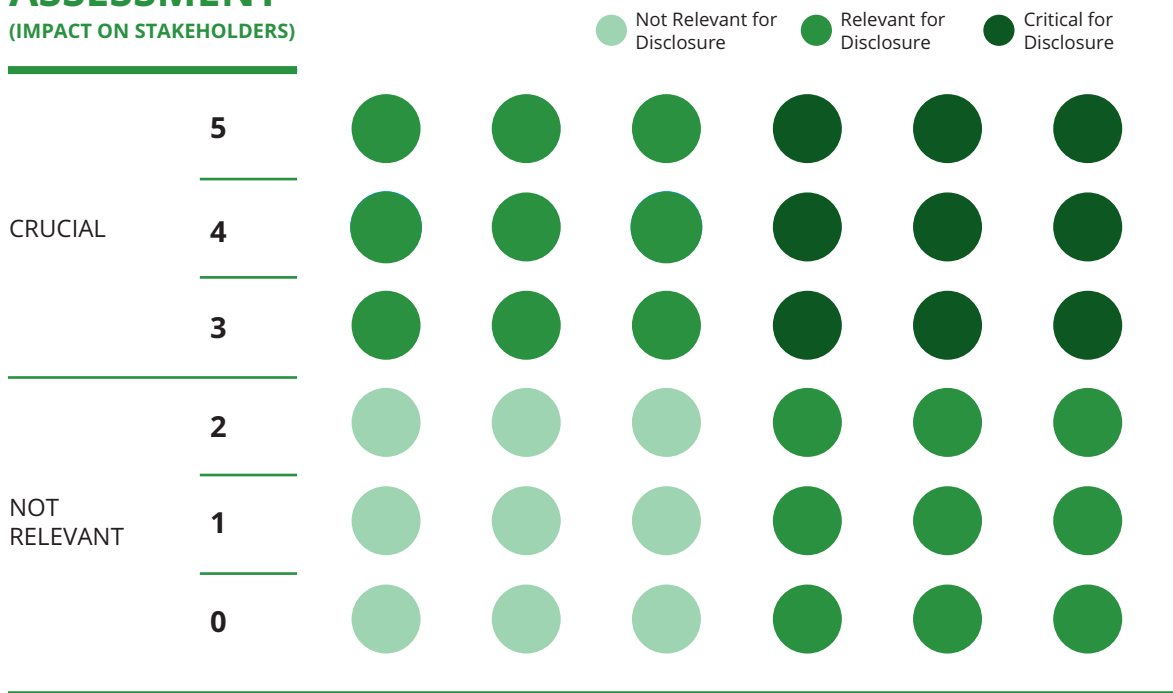 ASSESSMENT
(IMPACT ON STAKEHOLDERS)
Not Relevant for
Disclosure
Relevant for
Disclosure
Critical for
Disclosure
5
CRUCIAL
4
3
2
NOT
RELEVANT
1
0